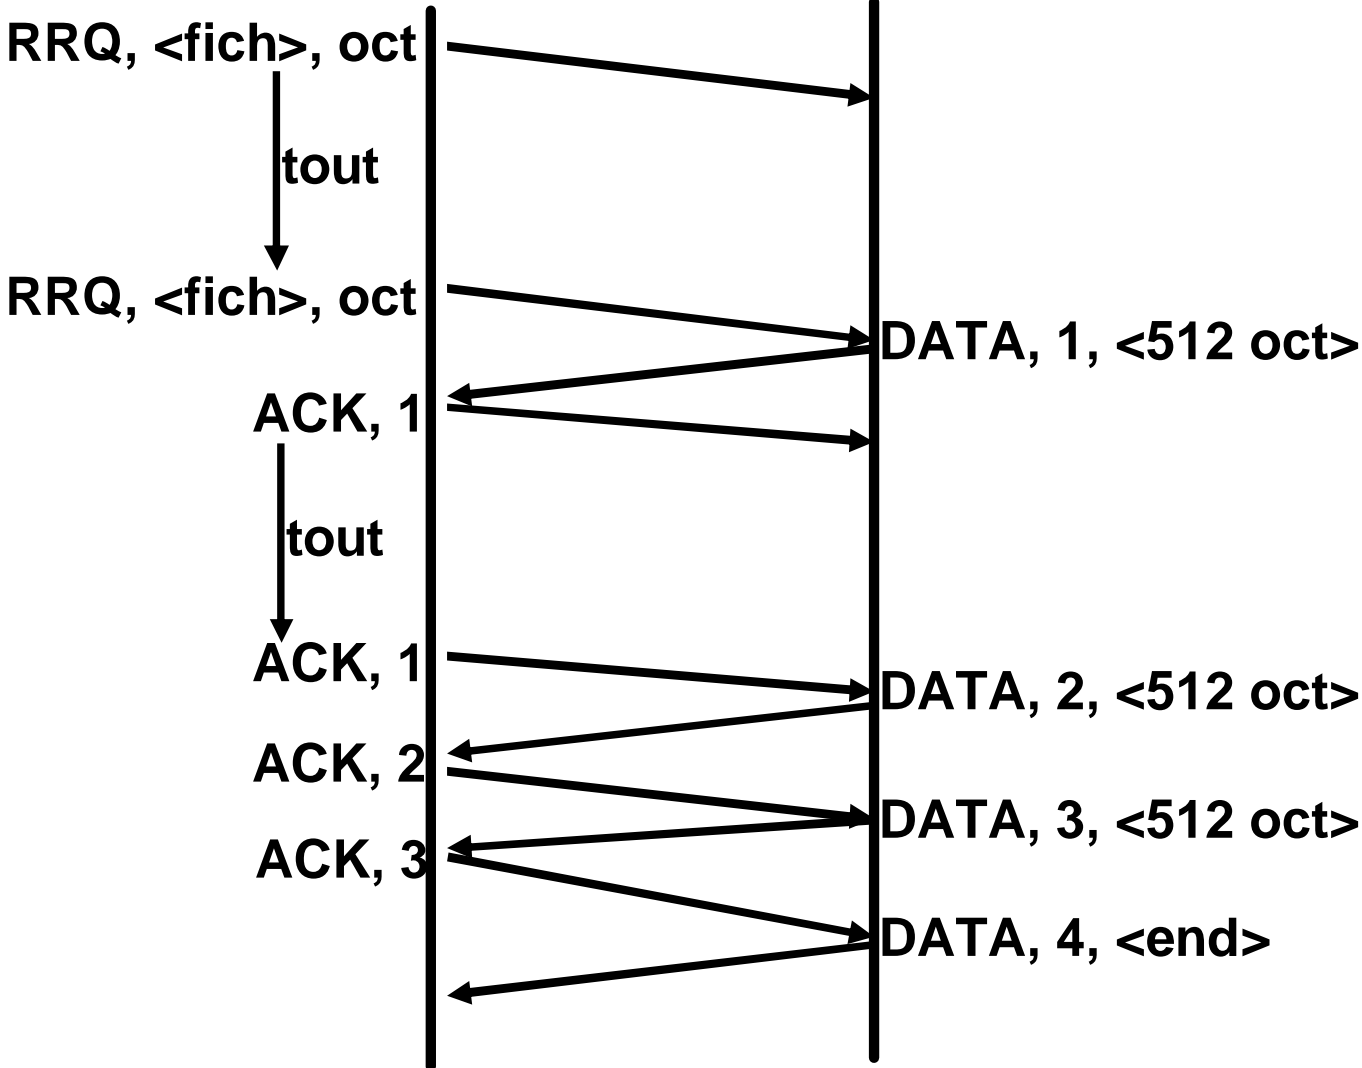 RRQ, <fich>, oct
tout
RRQ, <fich>, oct
DATA, 1, <512 oct>
ACK, 1
tout
ACK, 1
DATA, 2, <512 oct>
ACK, 2
DATA, 3, <512 oct>
ACK, 3
DATA, 4, <end>